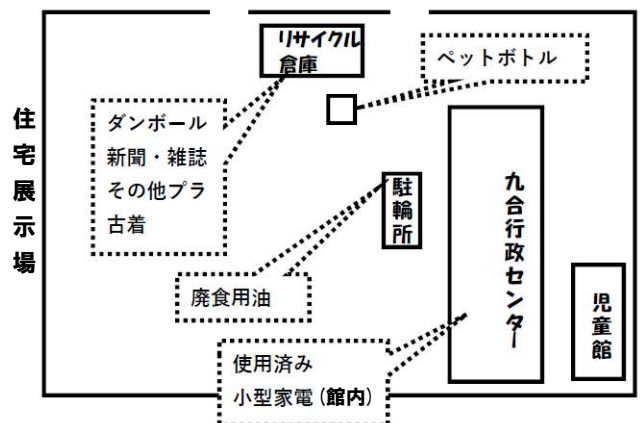 リサイクル
倉庫
ペットボトル
ダンボール
新聞・雑誌
その他プラ
古着
住宅展示場
駐輪所
九合行政センター
廃食用油
児童館
使用済み
小型家電(館内)